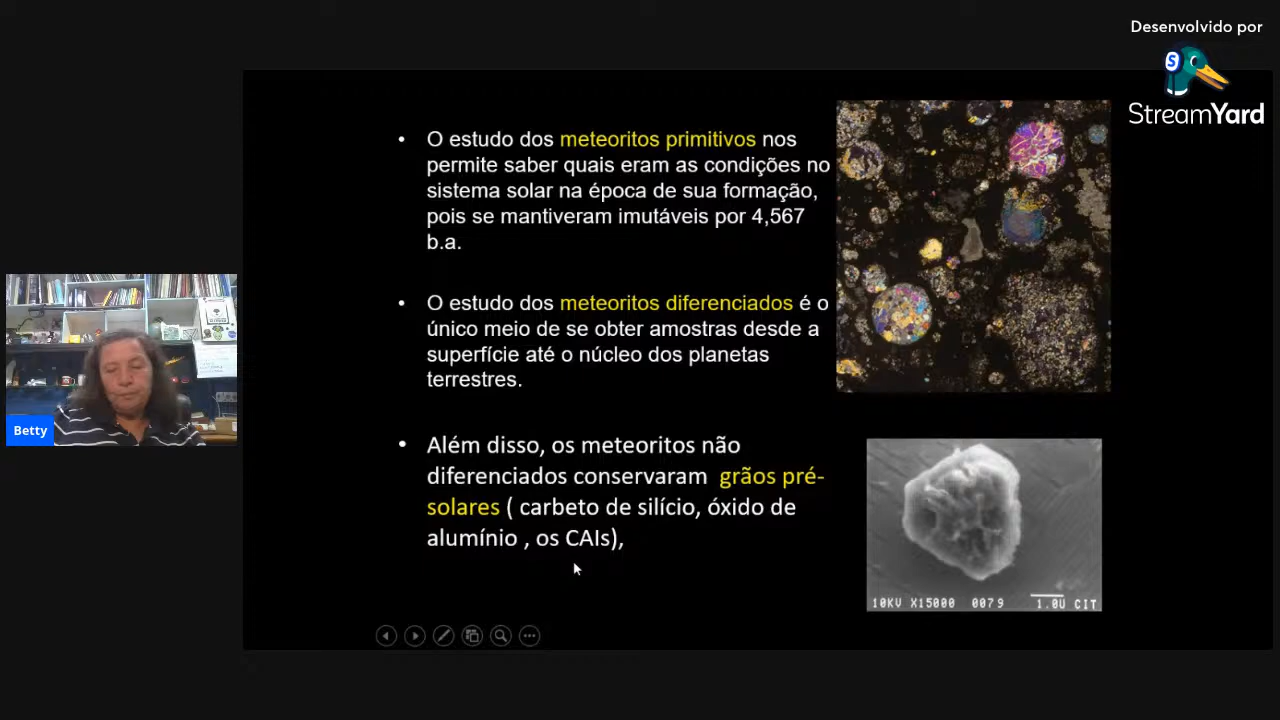 Desenvolvido por
StreamYard
• O estudo dos meteoritos primitivos nos
permite saber quais eram as condições no
sistema solar na época de sua formação,
pois se mantiveram imutáveis por 4,567
b.a.
• O estudo dos meteoritos diferenciados é o
único meio de se obter amostras desde a
superfície até o núcleo dos planetas
terrestres.
• Além disso, os meteoritos não
diferenciados conservaram grãos pré-
solares ( carbeto de silício, óxido de
alumínio , os CAIs),
Betty
10KV X15000 0079 1.0U CIT